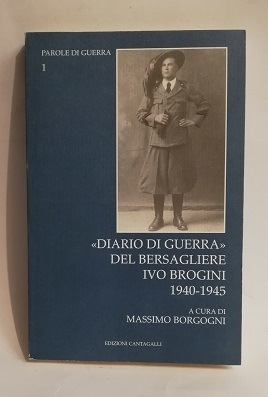 PAROLE DI GUERRA
1
«DIARIO DI GUERRA»
DEL BERSAGLIERE
IVO BROGINI
1940-1945
A CURA DI
MASSIMO BORGOGNI
EDIZIONI CANTAGALLI